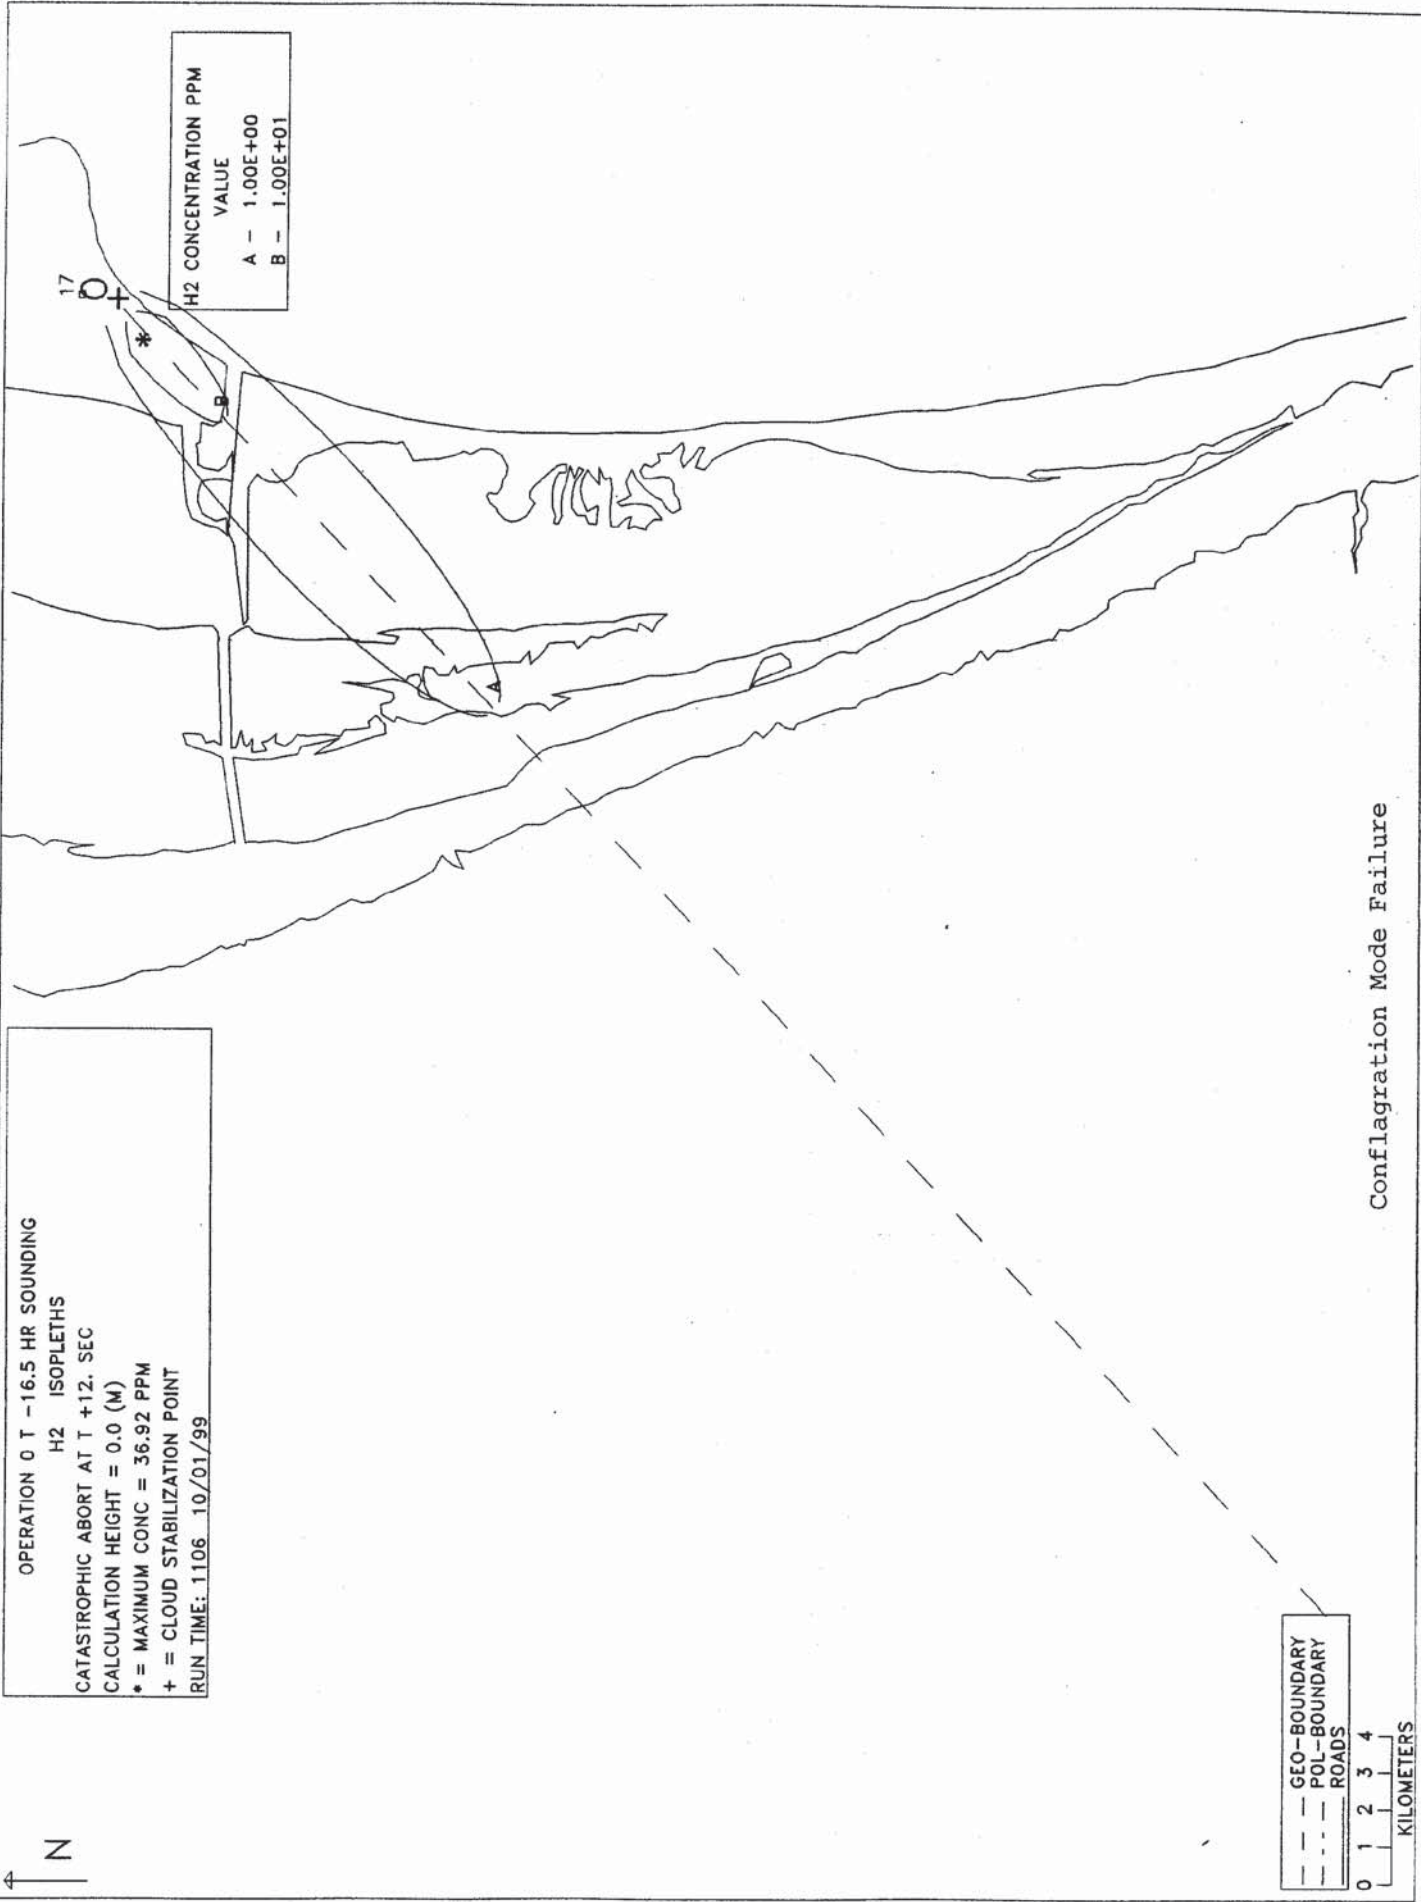 OPERATION 0 T -16.5 HR SOUNDING
H2 ISOPLETHS
CATASTROPHIC ABORT AT T +12. SEC
CALCULATION HEIGHT = 0.0 (M)
* = MAXIMUM CONC = 36.92 PPM
+ = CLOUD STABILIZATION POINT
RUN TIME: 1106 10/01/99
N
17
+
*
B
A
H2 CONCENTRATION PPM
VALUE
A - 1.00E+00
B - 1.00E+01
GEO-BOUNDARY
POL-BOUNDARY
ROADS
0 1 2 3 4
KILOMETERS
Conflagration Mode Failure